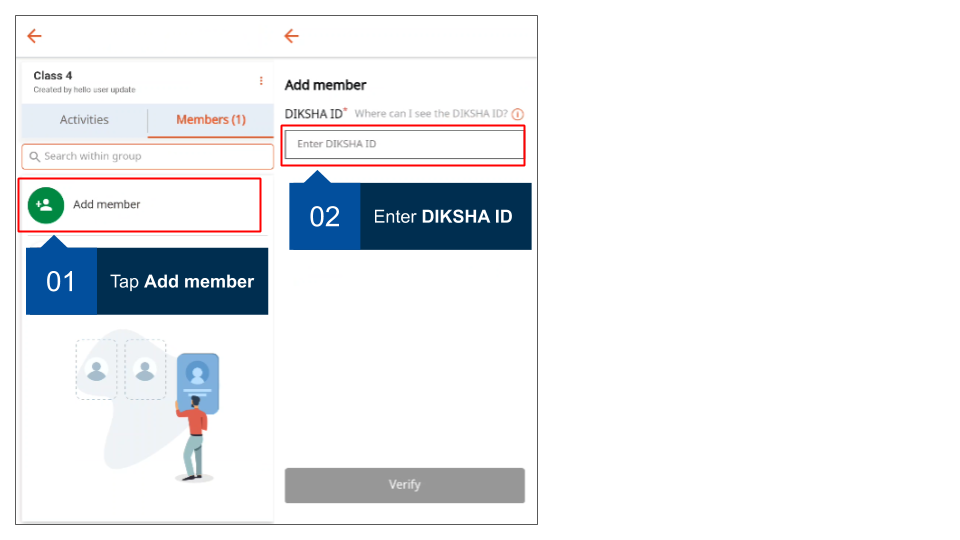 Class 4
Created by hello user update
Activities
Members (1)
Search within group
Add member
01
Tap Add member
Add member
DIKSHA ID* Where can I see the DIKSHA ID?
Enter DIKSHA ID
02
Enter DIKSHA ID
Verify